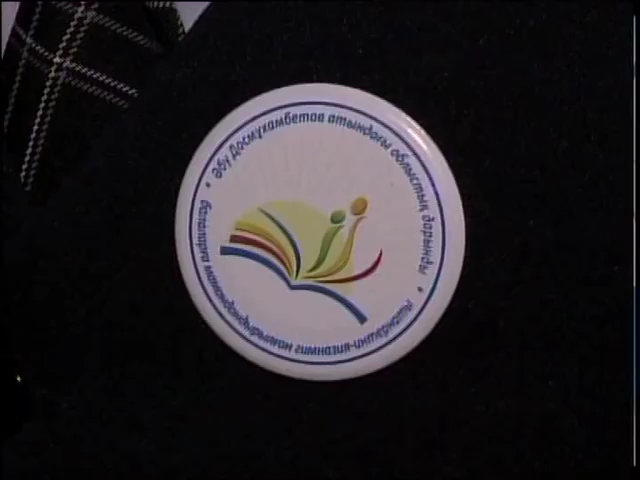 Әбу Досмұхамбетов атындағы облыстық дарынды
балаларға мамандандырылған гимназия-интернаты